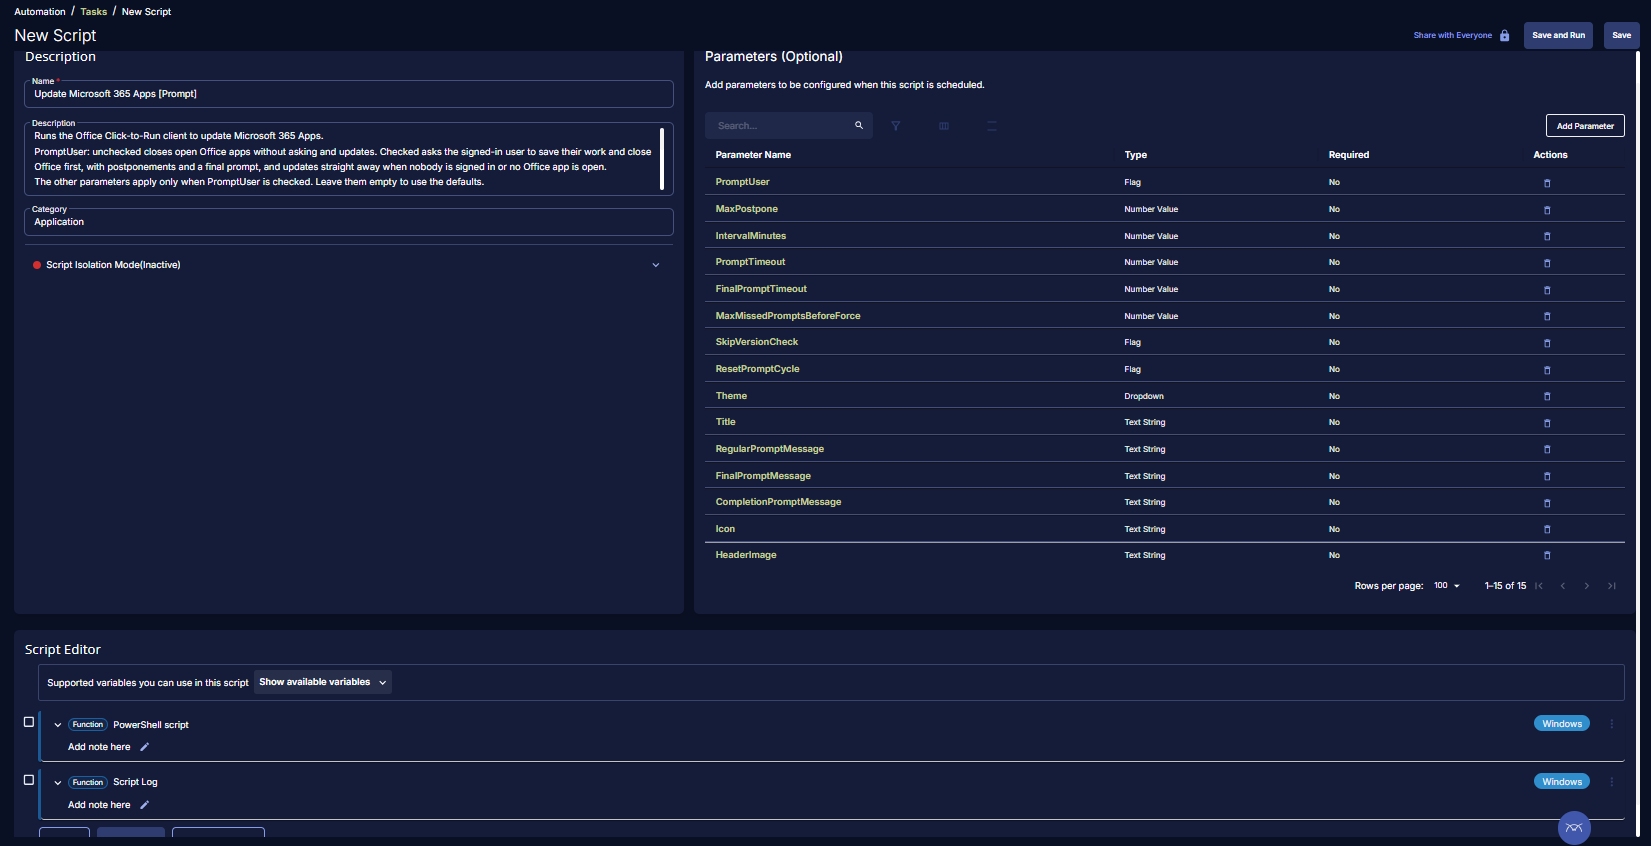 Automation / Tasks / New Script
New Script
Share with Everyone
Save and Run
Save
Description
Name *
Update Microsoft 365 Apps [Prompt]
Description
Runs the Office Click-to-Run client to update Microsoft 365 Apps.
PromptUser: unchecked closes open Office apps without asking and updates. Checked asks the signed-in user to save their work and close
Office first, with postponements and a final prompt, and updates straight away when nobody is signed in or no Office app is open.
The other parameters apply only when PromptUser is checked. Leave them empty to use the defaults.
Category
Application
Script Isolation Mode(Inactive)
Parameters (Optional)
Add parameters to be configured when this script is scheduled.
Search...
Add Parameter
Parameter Name Type Required Actions
PromptUser Flag No
MaxPostpone Number Value No
IntervalMinutes Number Value No
PromptTimeout Number Value No
FinalPromptTimeout Number Value No
MaxMissedPromptsBeforeForce Number Value No
SkipVersionCheck Flag No
ResetPromptCycle Flag No
Theme Dropdown No
Title Text String No
RegularPromptMessage Text String No
FinalPromptMessage Text String No
CompletionPromptMessage Text String No
Icon Text String No
HeaderImage Text String No
Rows per page: 100 1–15 of 15
Script Editor
Supported variables you can use in this script Show available variables
Function PowerShell script Windows
Add note here
Function Script Log Windows
Add note here